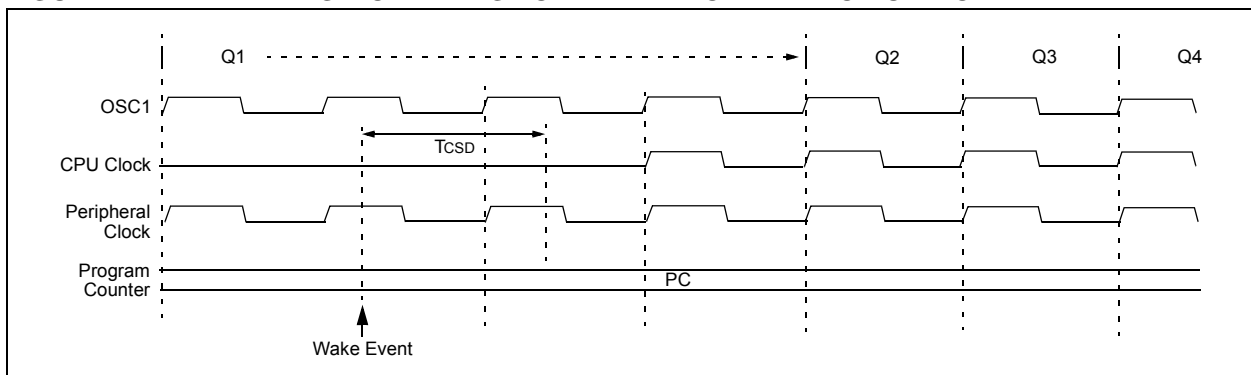 Q1 Q2 Q3 Q4
OSC1
TCSD
CPU Clock
Peripheral
Clock
Program
Counter
PC
Wake Event